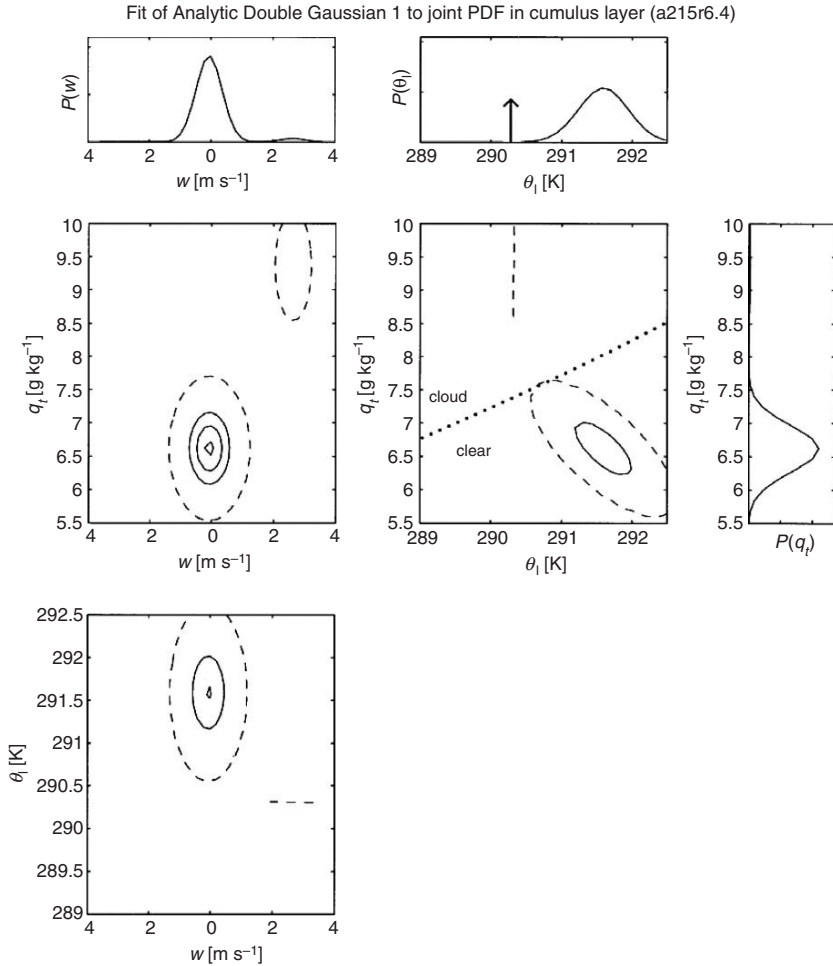 Fit of Analytic Double Gaussian 1 to joint PDF in cumulus layer (a215r6.4)
P(w)
4 2 0 2 4
w [m s⁻¹]
P(θₗ)
289 290 291 292
θₗ [K]
10
9.5
9
8.5
8
7.5
7
6.5
6
5.5
qₜ [g kg⁻¹]
4 2 0 2 4
w [m s⁻¹]
10
9.5
9
8.5
8
7.5
7
6.5
6
5.5
qₜ [g kg⁻¹]
cloud
clear
289 290 291 292
θₗ [K]
10
9.5
9
8.5
8
7.5
7
6.5
6
5.5
qₜ [g kg⁻¹]
P(qₜ)
292.5
292
291.5
291
290.5
290
289.5
289
θₗ [K]
4 2 0 2 4
w [m s⁻¹]